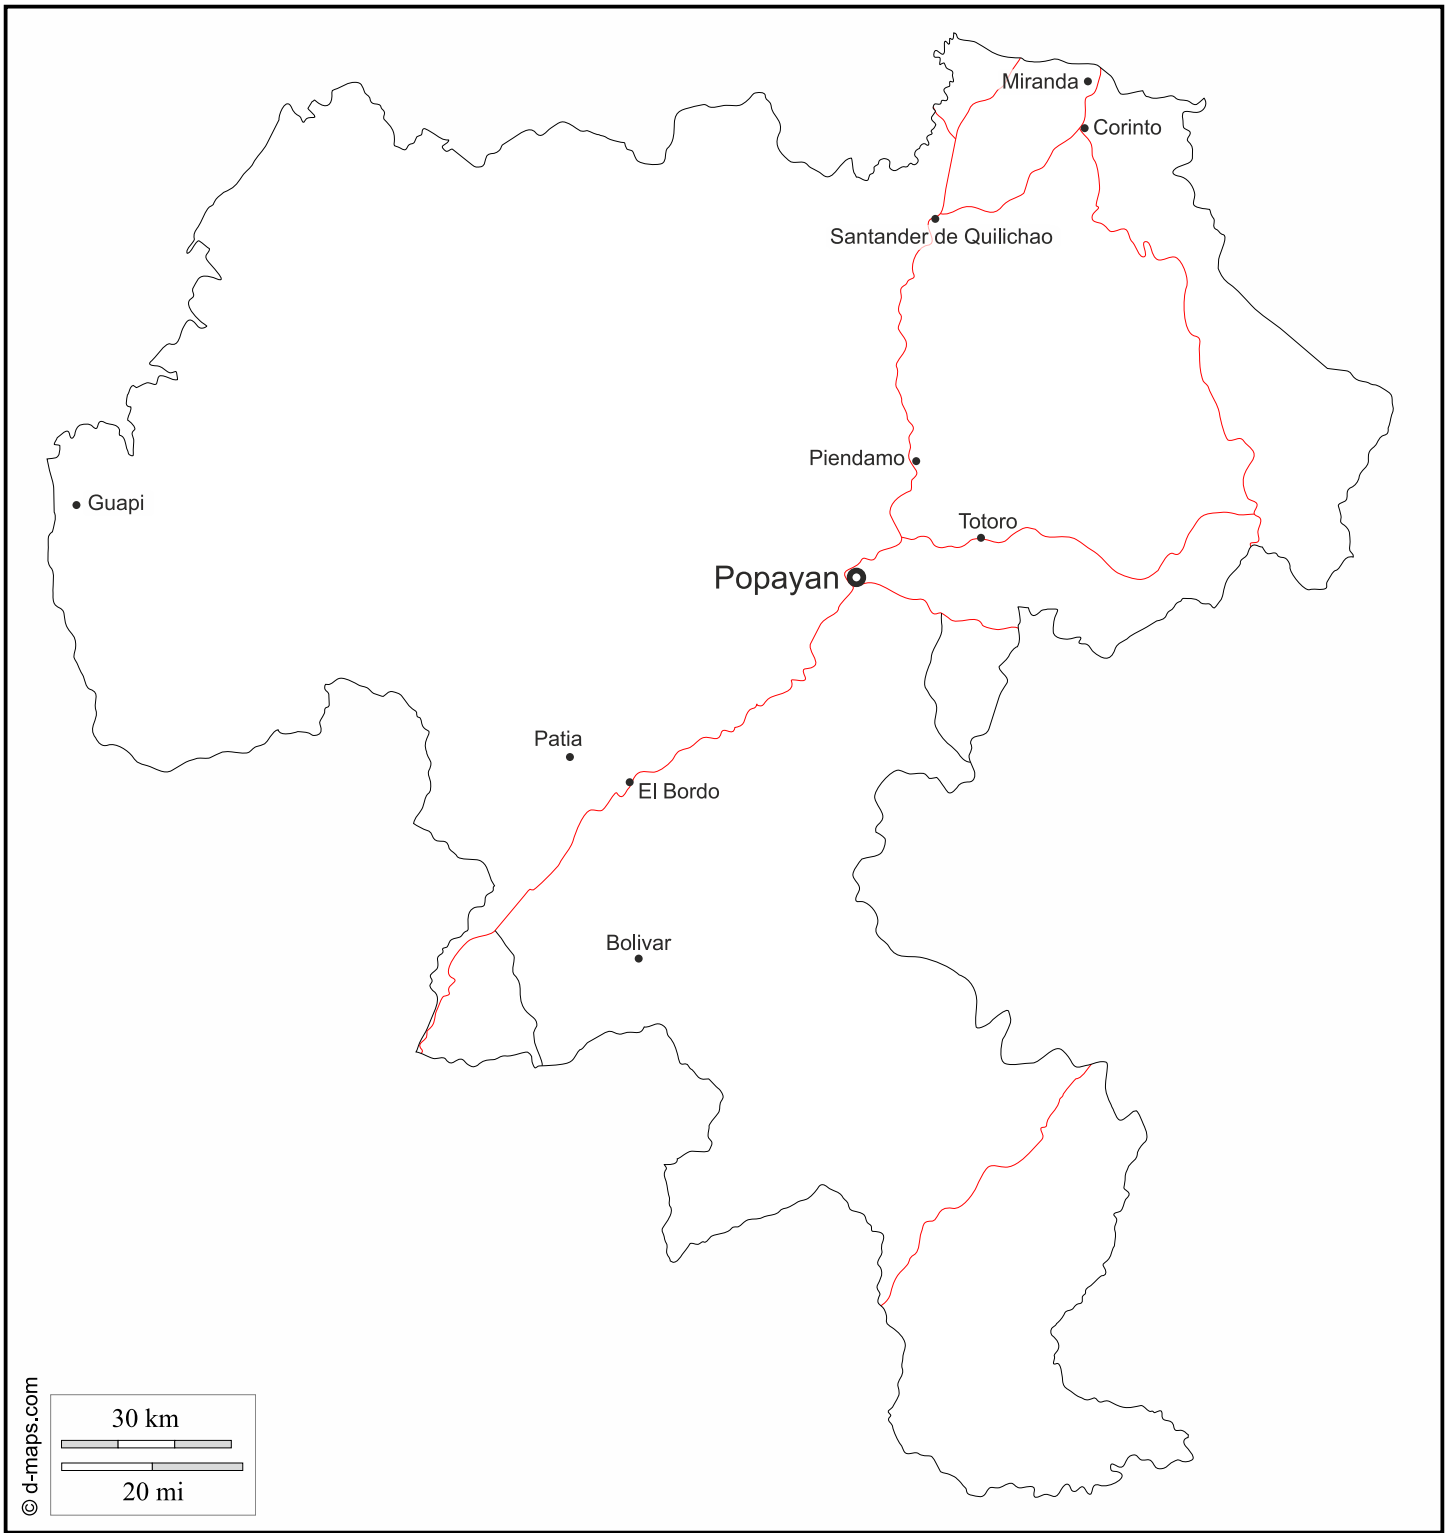 Miranda
Corinto
Santander de Quilichao
Piendamo
Guapi
Totoro
Popayan
Patia
El Bordo
Bolivar
30 km
20 mi
© d-maps.com